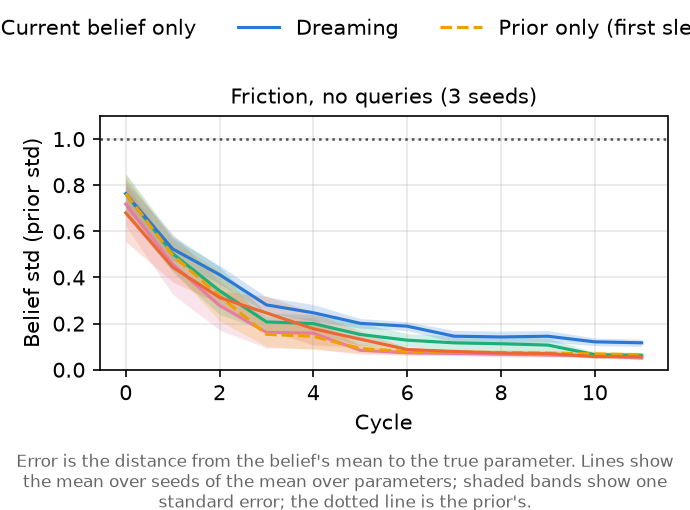 Current belief only Dreaming Prior only (first sle
Friction, no queries (3 seeds)
Belief std (prior std)
1.0
0.8
0.6
0.4
0.2
0.0
0 2 4 6 8 10
Cycle
Error is the distance from the belief's mean to the true parameter. Lines show
the mean over seeds of the mean over parameters; shaded bands show one
standard error; the dotted line is the prior's.